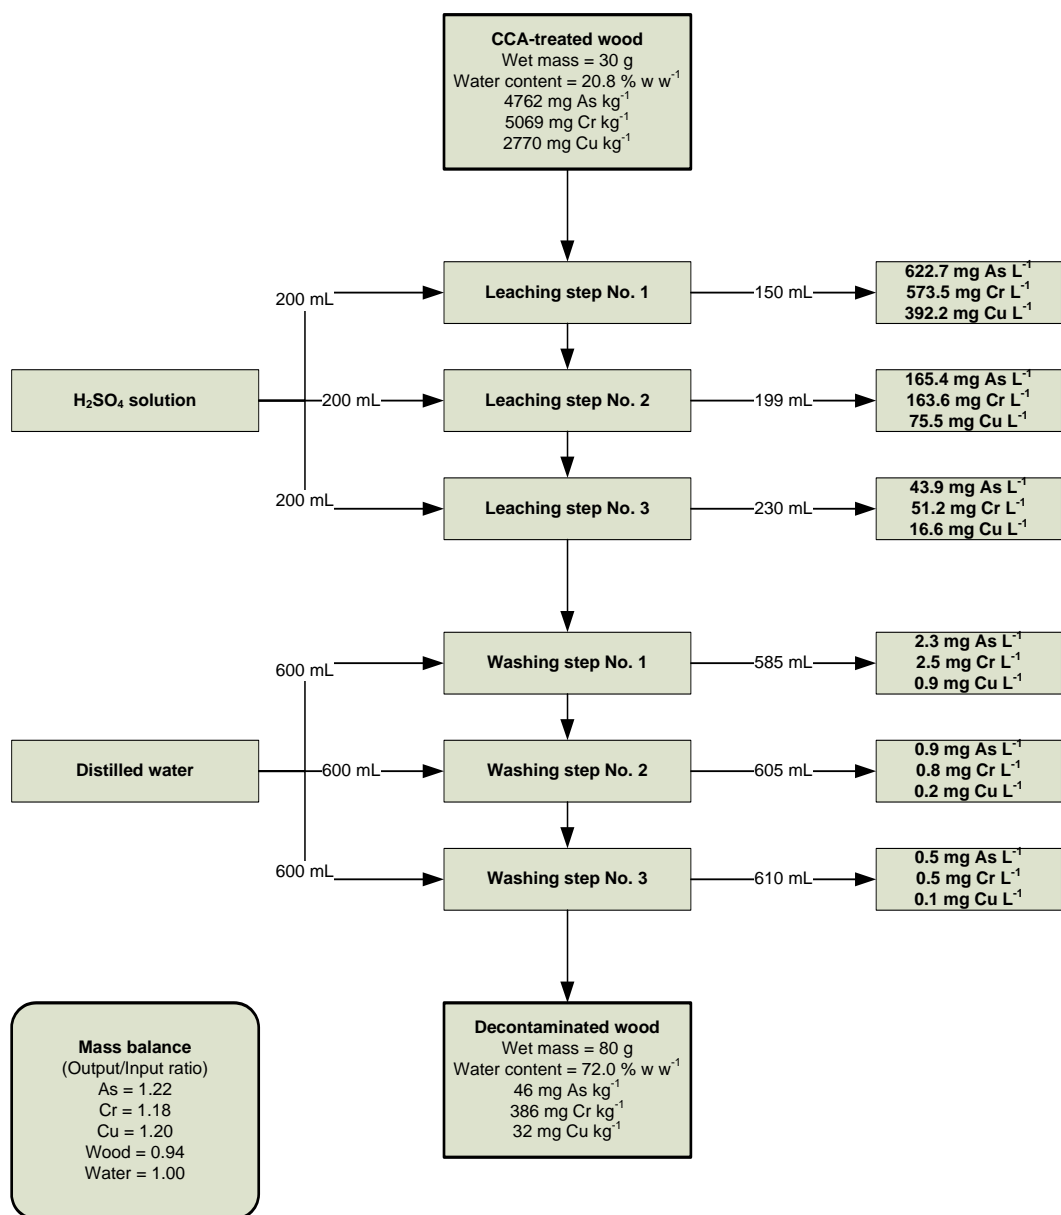 CCA-treated wood
Wet mass = 30 g
Water content = 20.8 % w w⁻¹
4762 mg As kg⁻¹
5069 mg Cr kg⁻¹
2770 mg Cu kg⁻¹
200 mL
Leaching step No. 1
150 mL
622.7 mg As L⁻¹
573.5 mg Cr L⁻¹
392.2 mg Cu L⁻¹
H₂SO₄ solution
200 mL
Leaching step No. 2
199 mL
165.4 mg As L⁻¹
163.6 mg Cr L⁻¹
75.5 mg Cu L⁻¹
200 mL
Leaching step No. 3
230 mL
43.9 mg As L⁻¹
51.2 mg Cr L⁻¹
16.6 mg Cu L⁻¹
600 mL
Washing step No. 1
585 mL
2.3 mg As L⁻¹
2.5 mg Cr L⁻¹
0.9 mg Cu L⁻¹
Distilled water
600 mL
Washing step No. 2
605 mL
0.9 mg As L⁻¹
0.8 mg Cr L⁻¹
0.2 mg Cu L⁻¹
600 mL
Washing step No. 3
610 mL
0.5 mg As L⁻¹
0.5 mg Cr L⁻¹
0.1 mg Cu L⁻¹
Mass balance
(Output/Input ratio)
As = 1.22
Cr = 1.18
Cu = 1.20
Wood = 0.94
Water = 1.00
Decontaminated wood
Wet mass = 80 g
Water content = 72.0 % w w⁻¹
46 mg As kg⁻¹
386 mg Cr kg⁻¹
32 mg Cu kg⁻¹